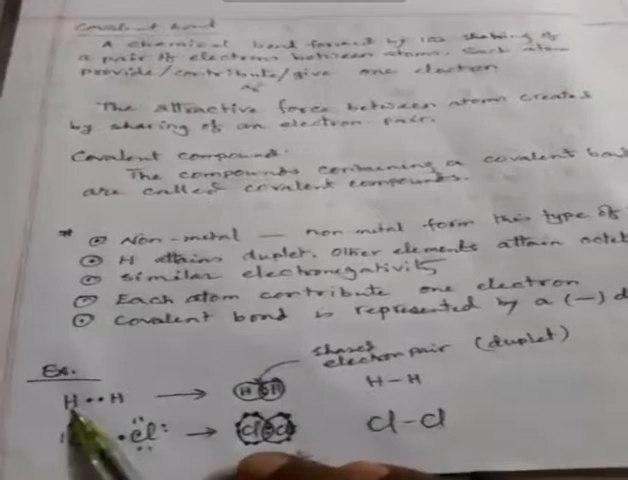 Covalent bond
A chemical bond formed by the sharing of
a pair of electrons between atoms. Each atom
provide/contribute/give one electron
The attractive force between atom created
by sharing of an electron pair.
Covalent compound:
The compounds containing a covalent bond
are called covalent compounds.
Non-metal — non metal form this type of
H attains duplet, other elements attain octet
similar electronegativity
Each atom contribute one electron
covalent bond is represented by a (—) d
Ex.
shared
electron pair (duplet)
H •• H → H H H — H
• Cl → Cl Cl Cl — Cl